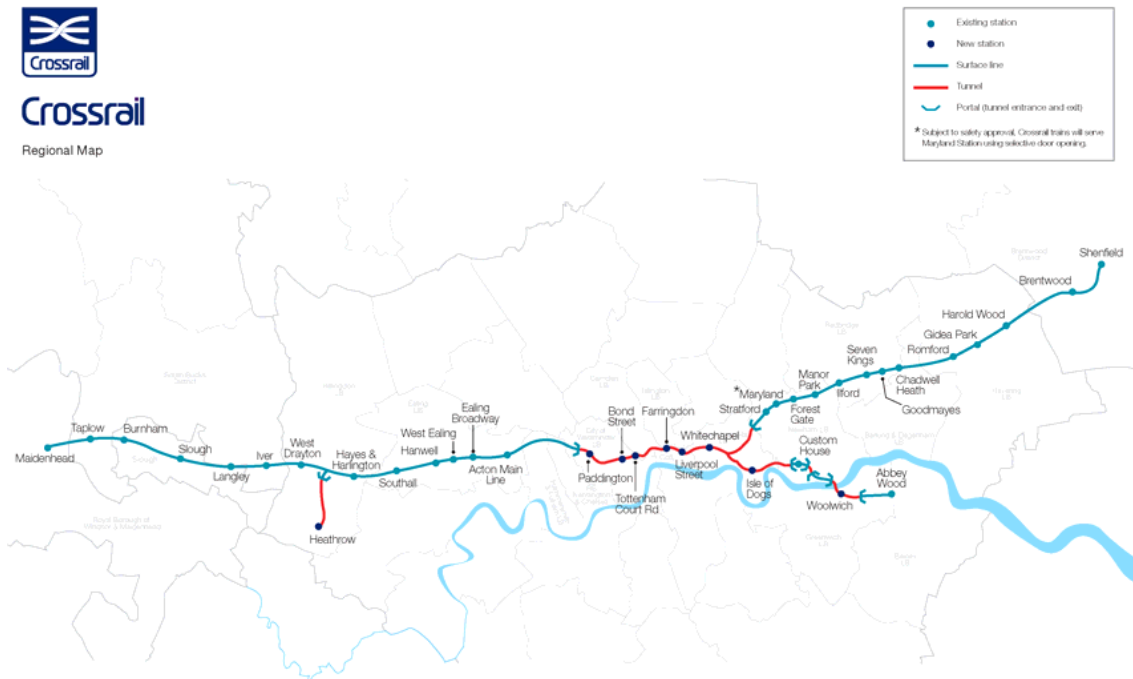 Crossrail
Crossrail
Regional Map
Existing station
New station
Surface line
Tunnel
Portal (tunnel entrance and exit)
* Subject to safety approval, Crossrail trains will serve
Maryland Station using selective door opening.
Shenfield
Brentwood
Harold Wood
Gidea Park
Romford
Seven
Kings
Chadwell
Heath
Goodmayes
Manor
Park
Ilford
*Maryland
Stratford
Forest
Gate
Custom
House
Abbey
Wood
Woolwich
Isle of
Dogs
Whitechapel
Liverpool
Street
Farringdon
Bond
Street
Tottenham
Court Rd
Paddington
Acton Main
Line
Ealing
Broadway
West Ealing
Hanwell
Southall
Hayes &
Harlington
Heathrow
West
Drayton
Iver
Langley
Slough
Burnham
Taplow
Maidenhead